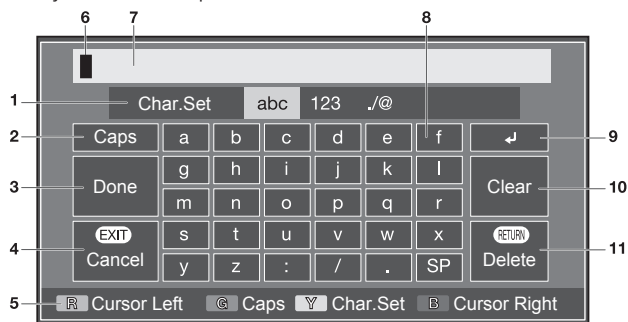 6 7 8
1 Char.Set abc 123 ./@
2 Caps a b c d e f ↲ 9
g h i j k l
3 Done Clear 10
m n o p q r
EXIT s t u v w x RETURN
4 Cancel Delete 11
y z : / . SP
5 R Cursor Left G Caps Y Char.Set B Cursor Right